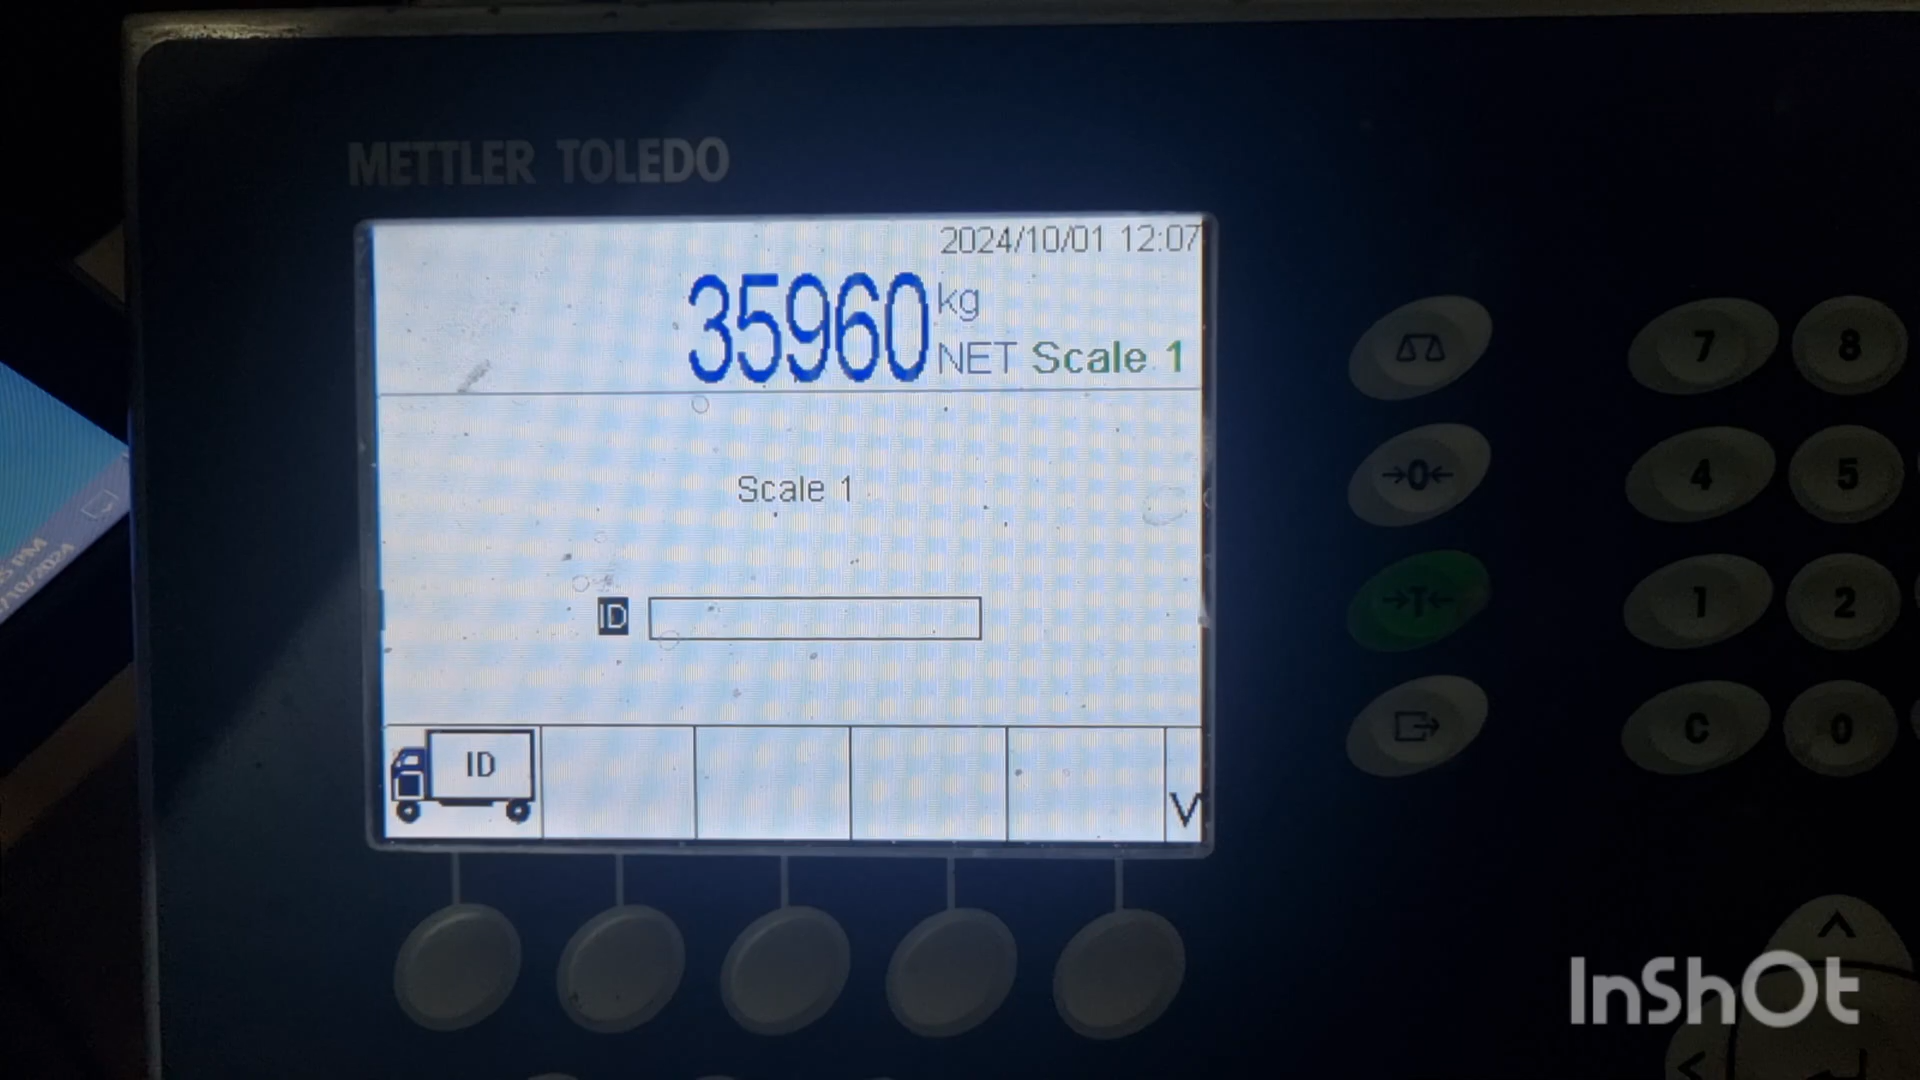 METTLER TOLEDO
2024/10/01 12:07
35960 kg
NET Scale 1
Scale 1
ID
ID
V
7 8
→0← 4 5
→T← 1 2
C 0
InShOt